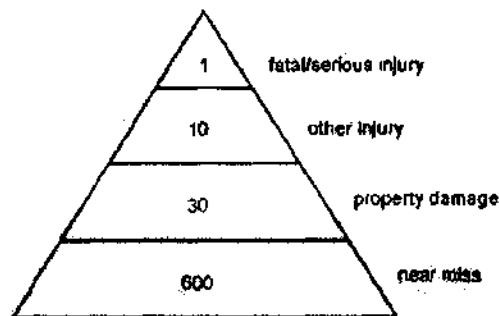 1 fatal/serious injury
10 other injury
30 property damage
600 near miss